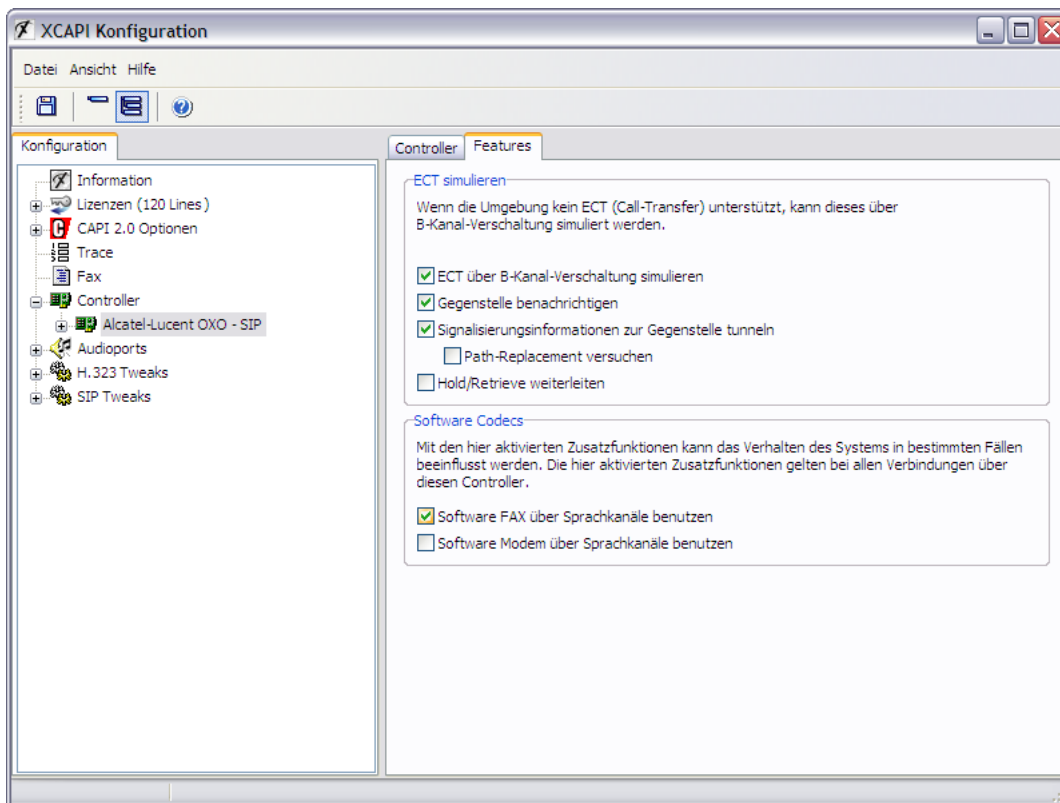 XCAPI Konfiguration
Datei Ansicht Hilfe
Konfiguration
Information
Lizenzen (120 Lines)
CAPI 2.0 Optionen
Trace
Fax
Controller
Alcatel-Lucent OXO - SIP
Audioports
H.323 Tweaks
SIP Tweaks
Controller Features
ECT simulieren
Wenn die Umgebung kein ECT (Call-Transfer) unterstützt, kann dieses über
B-Kanal-Verschaltung simuliert werden.
ECT über B-Kanal-Verschaltung simulieren
Gegenstelle benachrichtigen
Signalisierungsinformationen zur Gegenstelle tunneln
Path-Replacement versuchen
Hold/Retrieve weiterleiten
Software Codecs
Mit den hier aktivierten Zusatzfunktionen kann das Verhalten des Systems in bestimmten Fällen
beeinflusst werden. Die hier aktivierten Zusatzfunktionen gelten bei allen Verbindungen über
diesen Controller.
Software FAX über Sprachkanäle benutzen
Software Modem über Sprachkanäle benutzen